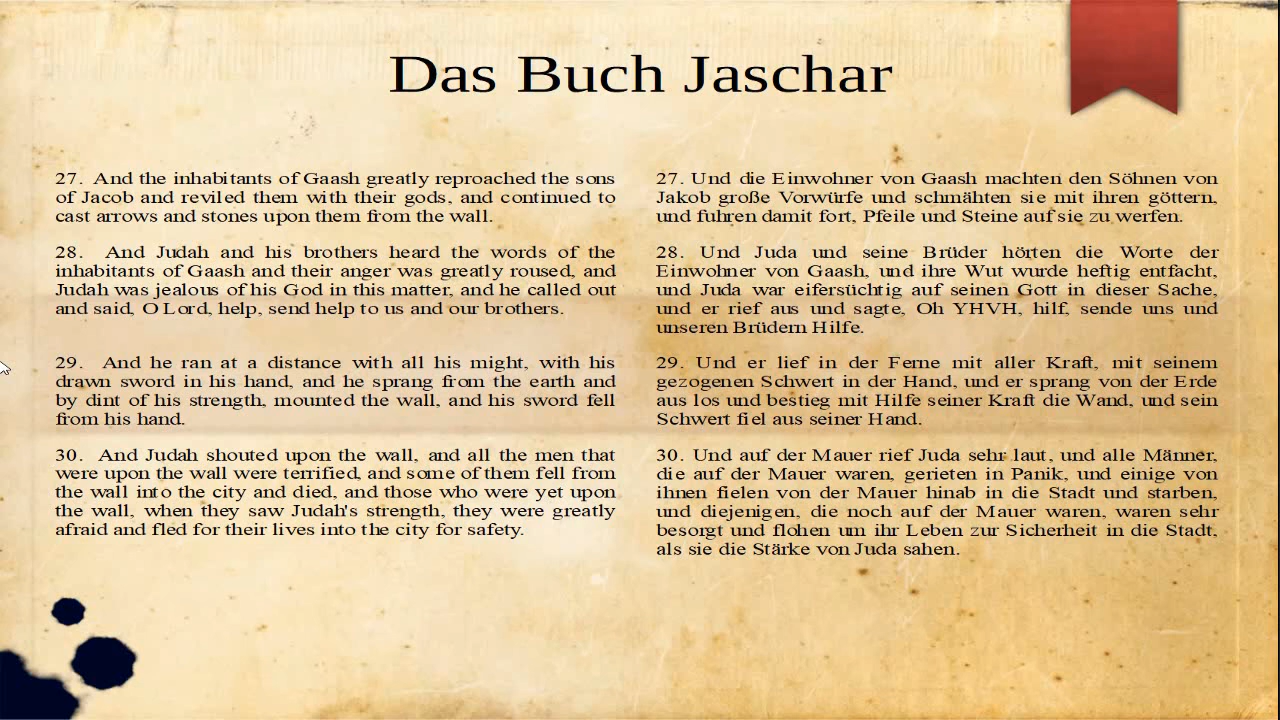 Das Buch Jaschar
27. And the inhabitants of Gaash greatly reproached the sons
of Jacob and reviled them with their gods, and continued to
cast arrows and stones upon them from the wall.
28. And Judah and his brothers heard the words of the
inhabitants of Gaash and their anger was greatly roused, and
Judah was jealous of his God in this matter, and he called out
and said, O Lord, help, send help to us and our brothers.
29. And he ran at a distance with all his might, with his
drawn sword in his hand, and he sprang from the earth and
by dint of his strength, mounted the wall, and his sword fell
from his hand.
30. And Judah shouted upon the wall, and all the men that
were upon the wall were terrified, and some of them fell from
the wall into the city and died, and those who were yet upon
the wall, when they saw Judah's strength, they were greatly
afraid and fled for their lives into the city for safety.
27. Und die Einwohner von Gaash machten den Söhnen von
Jakob große Vorwürfe und schmähten sie mit ihren göttern,
und fuhren damit fort, Pfeile und Steine auf sie zu werfen.
28. Und Juda und seine Brüder hörten die Worte der
Einwohner von Gaash, und ihre Wut wurde heftig entfacht,
und Juda war eifersüchtig auf seinen Gott in dieser Sache,
und er rief aus und sagte, Oh YHVH, hilf, sende uns und
unseren Brüdern Hilfe.
29. Und er lief in der Ferne mit aller Kraft, mit seinem
gezogenen Schwert in der Hand, und er sprang von der Erde
aus los und bestieg mit Hilfe seiner Kraft die Wand, und sein
Schwert fiel aus seiner Hand.
30. Und auf der Mauer rief Juda sehr laut, und alle Männer,
die auf der Mauer waren, gerieten in Panik, und einige von
ihnen fielen von der Mauer hinab in die Stadt und starben,
und diejenigen, die noch auf der Mauer waren, waren sehr
besorgt und flohen um ihr Leben zur Sicherheit in die Stadt,
als sie die Stärke von Juda sahen.